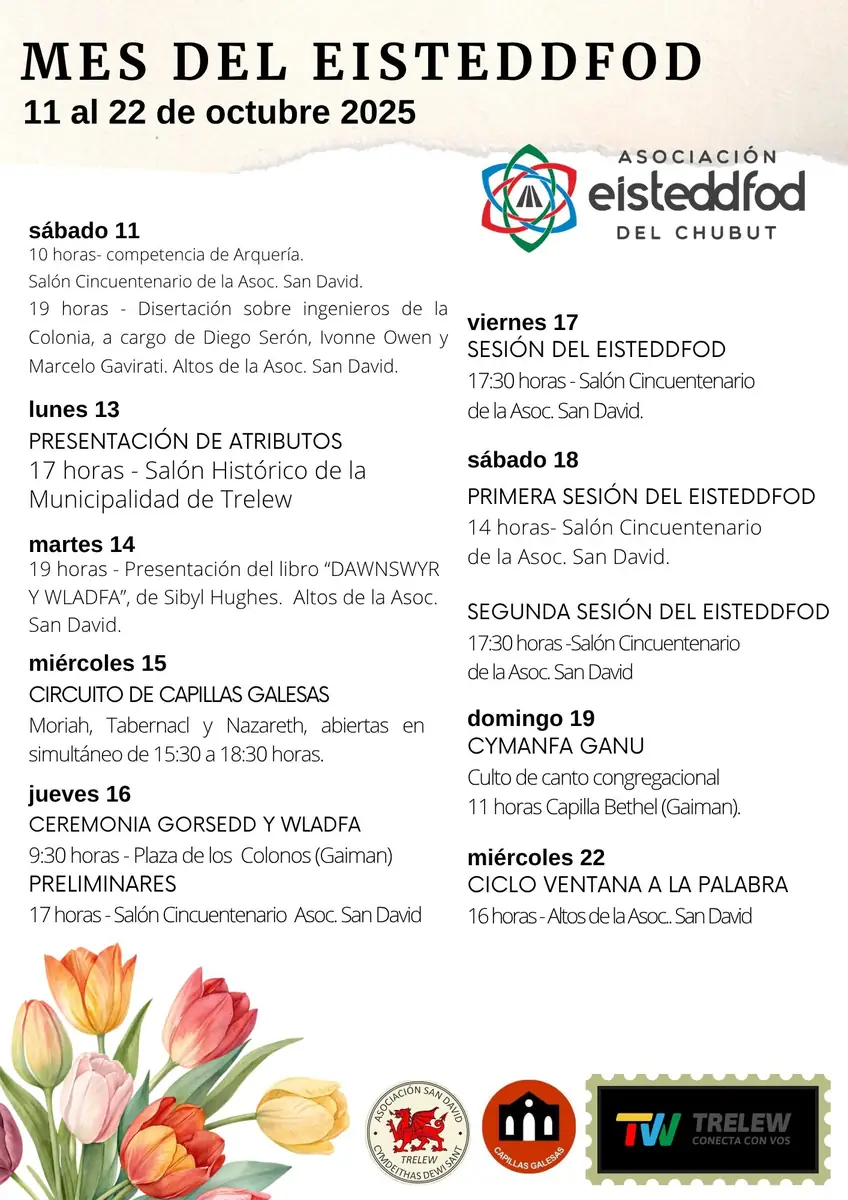 MES DEL EISTEDDFOD
11 al 22 de octubre 2025
ASOCIACIÓN
eisteddfod
DEL CHUBUT
sábado 11
10 horas- competencia de Arquería.
Salón Cincuentenario de la Asoc. San David.
19 horas - Disertación sobre ingenieros de la
Colonia, a cargo de Diego Serón, Ivonne Owen y
Marcelo Gavirati. Altos de la Asoc. San David.
lunes 13
PRESENTACIÓN DE ATRIBUTOS
17 horas - Salón Histórico de la
Municipalidad de Trelew
martes 14
19 horas - Presentación del libro “DAWNSWYR
Y WLADFA”, de Sibyl Hughes. Altos de la Asoc.
San David.
miércoles 15
CIRCUITO DE CAPILLAS GALESAS
Moriah, Tabernacl y Nazareth, abiertas en
simultáneo de 15:30 a 18:30 horas.
jueves 16
CEREMONIA GORSEDD Y WLADFA
9:30 horas - Plaza de los Colonos (Gaiman)
PRELIMINARES
17 horas - Salón Cincuentenario Asoc. San David
viernes 17
SESIÓN DEL EISTEDDFOD
17:30 horas - Salón Cincuentenario
de la Asoc. San David.
sábado 18
PRIMERA SESIÓN DEL EISTEDDFOD
14 horas- Salón Cincuentenario
de la Asoc. San David.
SEGUNDA SESIÓN DEL EISTEDDFOD
17:30 horas -Salón Cincuentenario
de la Asoc. San David
domingo 19
CYMANFA GANU
Culto de canto congregacional
11 horas Capilla Bethel (Gaiman).
miércoles 22
CICLO VENTANA A LA PALABRA
16 horas - Altos de la Asoc.. San David
ASOCIACIÓN SAN DAVID
TRELEW
CYMDEITHAS DEWI SANT
CAPILLAS GALESAS
TW TRELEW
CONECTA CON VOS